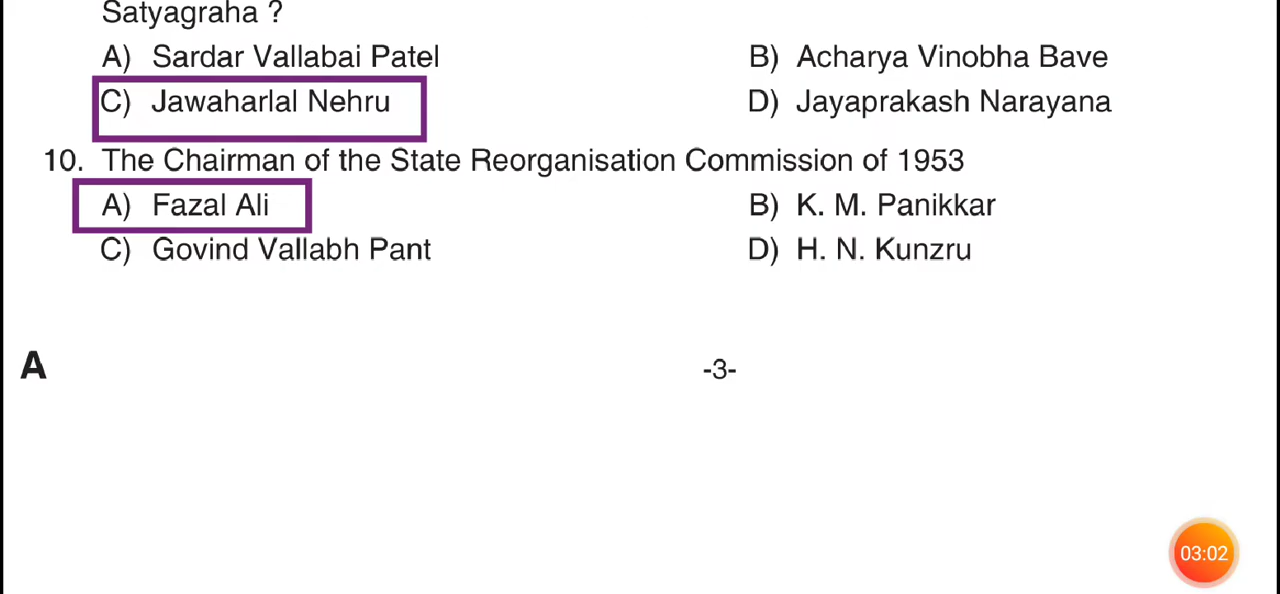 Satyagraha ?
A) Sardar Vallabai Patel B) Acharya Vinobha Bave
C) Jawaharlal Nehru D) Jayaprakash Narayana
10. The Chairman of the State Reorganisation Commission of 1953
A) Fazal Ali B) K. M. Panikkar
C) Govind Vallabh Pant D) H. N. Kunzru
A -3-
03:02